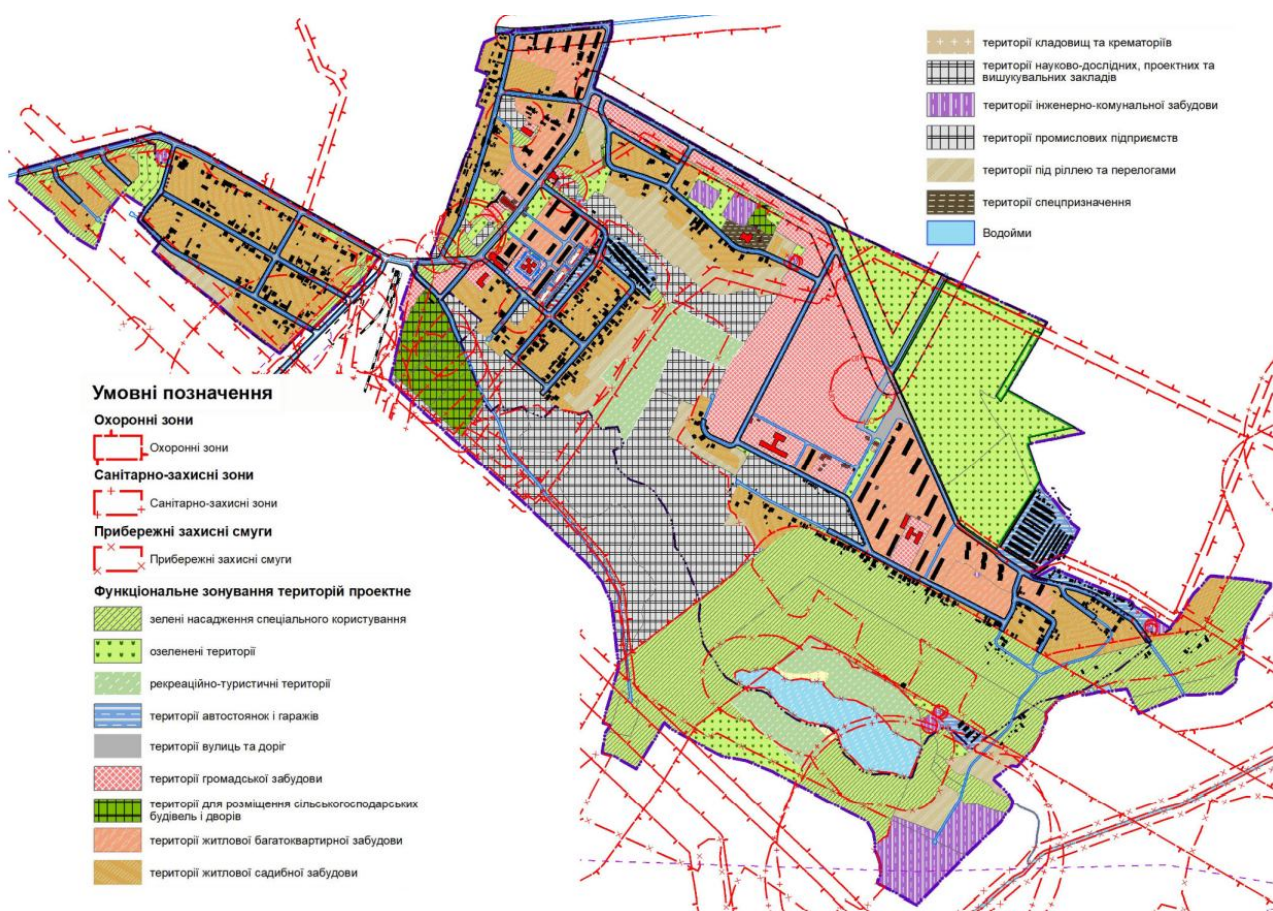 території кладовищ та крематоріїв
території науково-дослідних, проектних та
вишукувальних закладів
території інженерно-комунальної забудови
території промислових підприємств
території під ріллею та перелогами
території спецпризначення
Водойми
Умовні позначення
Охоронні зони
Охоронні зони
Санітарно-захисні зони
Санітарно-захисні зони
Прибережні захисні смуги
Прибережні захисні смуги
Функціональне зонування територій проектне
зелені насадження спеціального користування
озеленені території
рекреаційно-туристичні території
території автостоянок і гаражів
території вулиць та доріг
території громадської забудови
території для розміщення сільськогосподарських
будівель і дворів
території житлової багатоквартирної забудови
території житлової садибної забудови